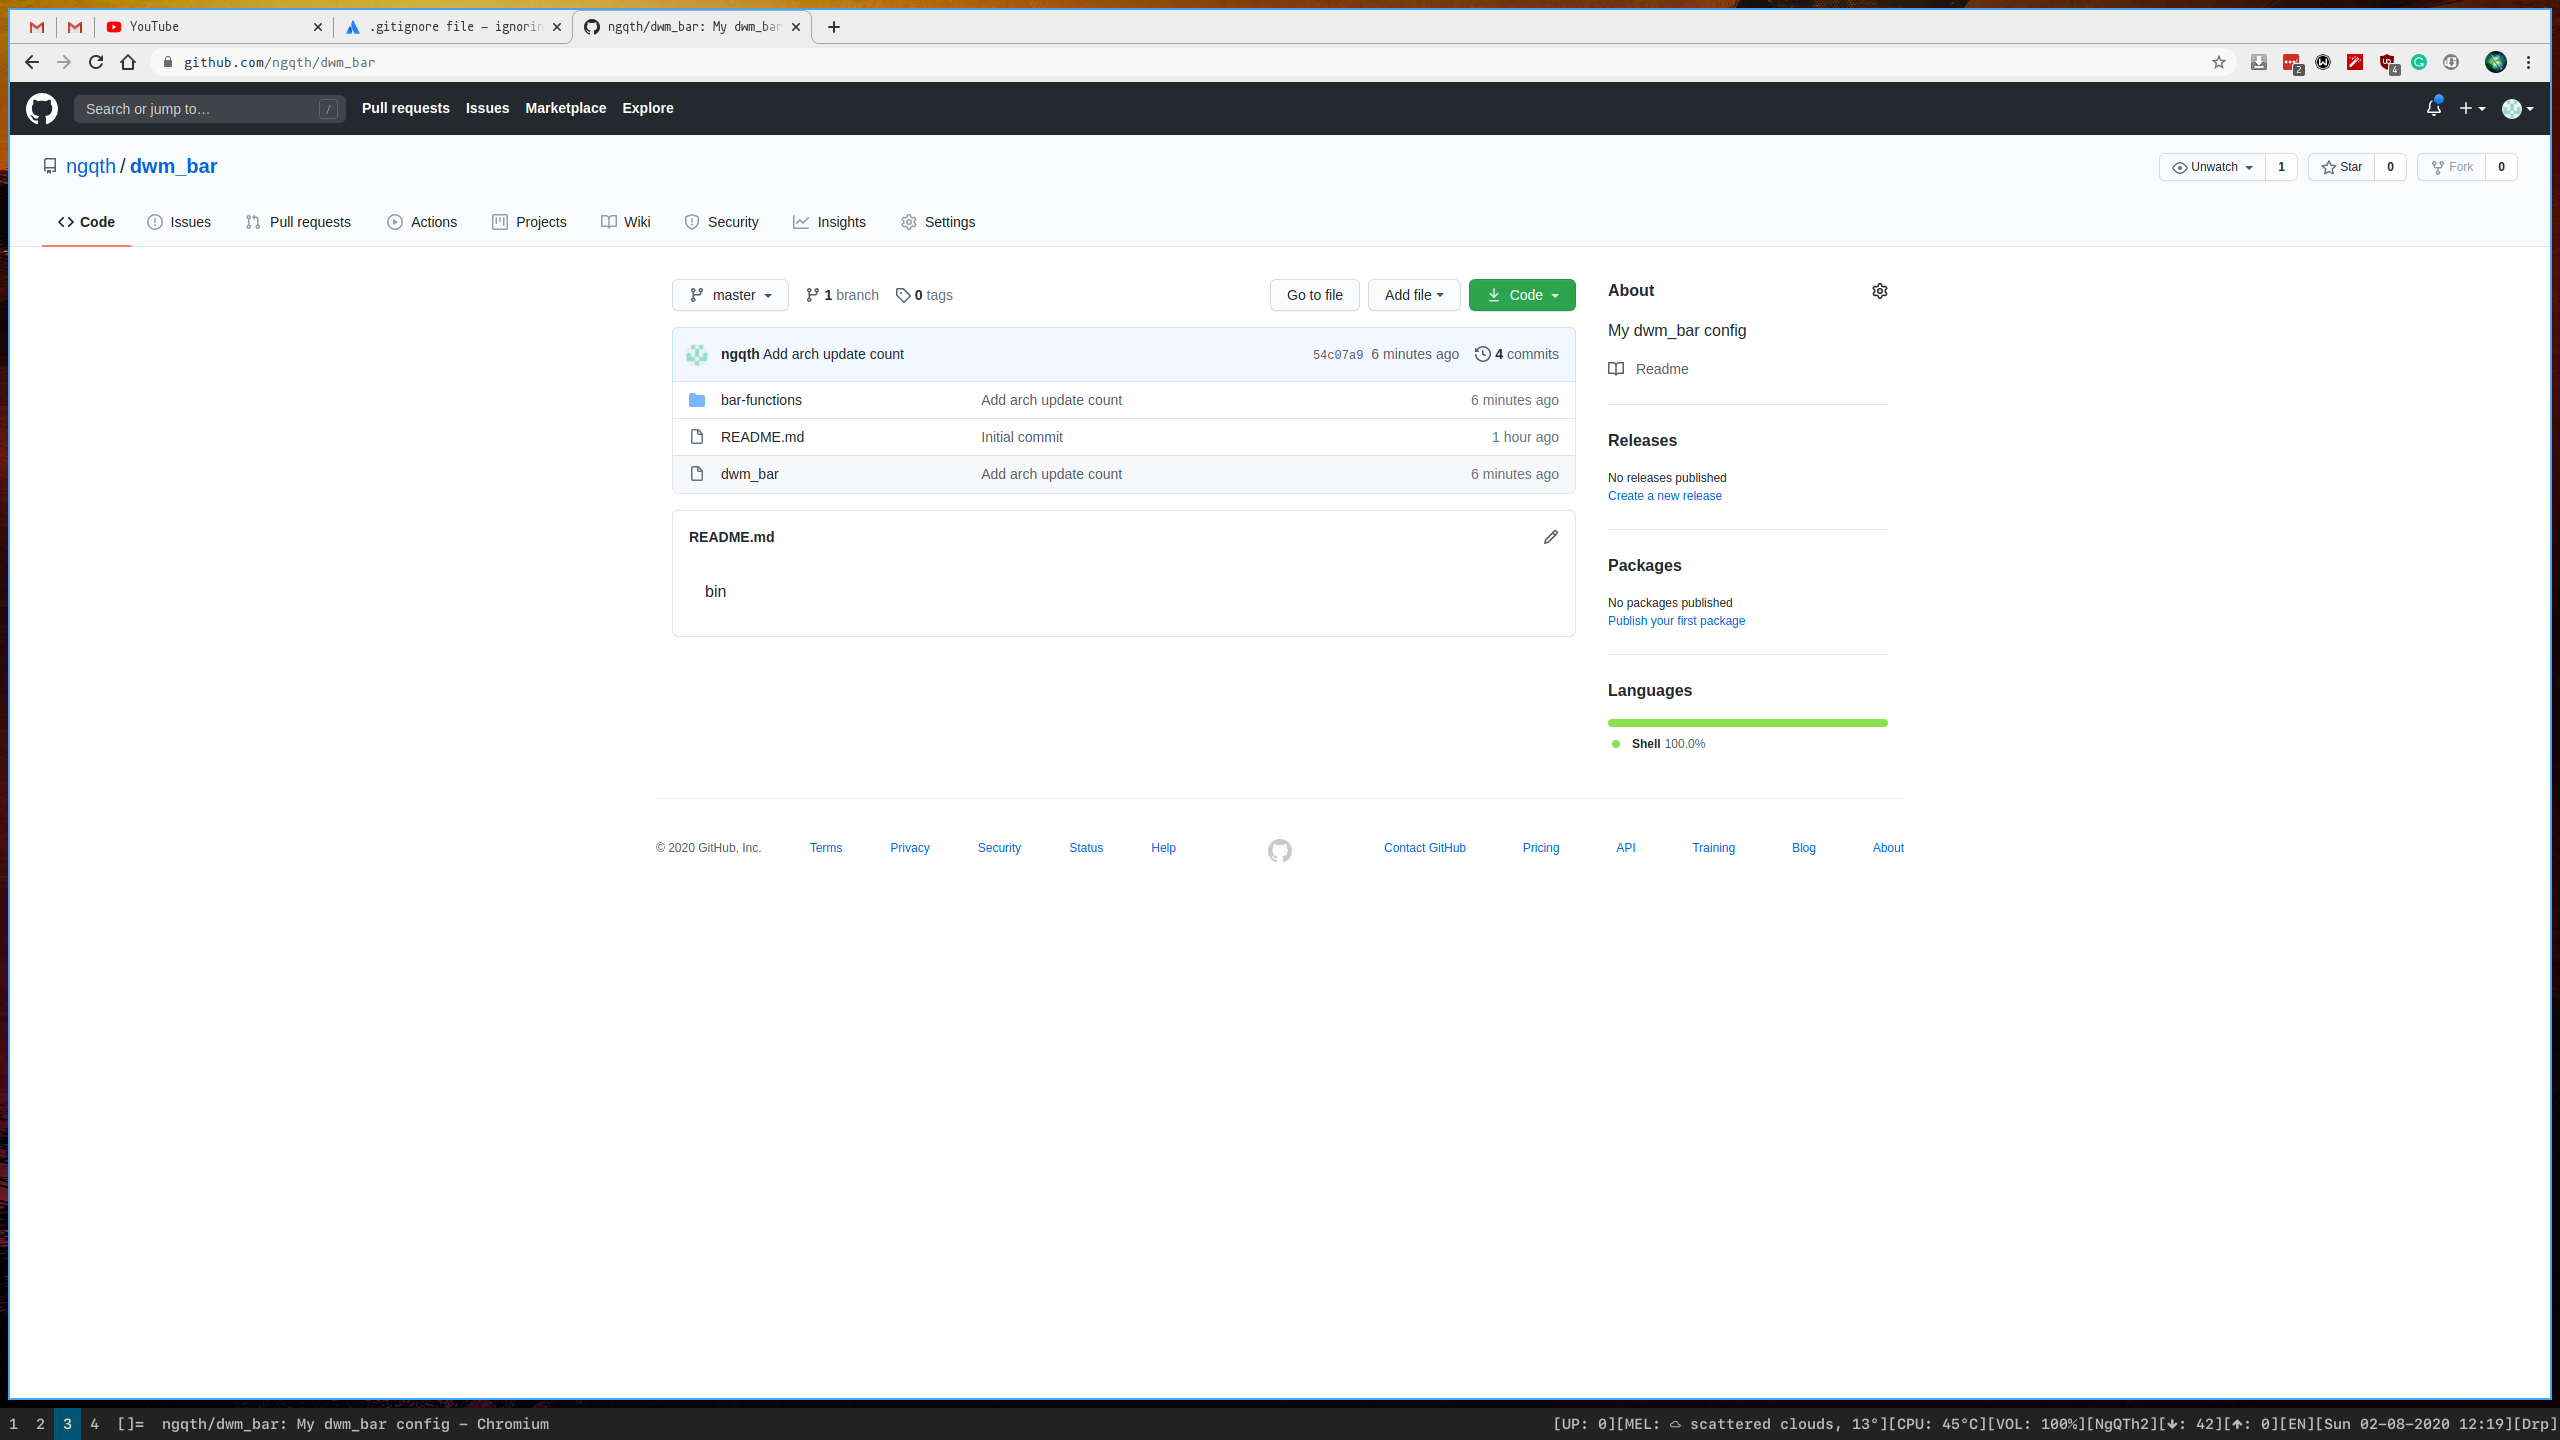 YouTube
.gitignore file - ignorin
ngqth/dwm_bar: My dwm_bar
github.com/ngqth/dwm_bar
2
4
Search or jump to…
/
Pull requests
Issues
Marketplace
Explore
ngqth / dwm_bar
Unwatch 1
Star 0
Fork 0
Code
Issues
Pull requests
Actions
Projects
Wiki
Security
Insights
Settings
master
1 branch
0 tags
Go to file
Add file
Code
ngqth Add arch update count 54c07a9 6 minutes ago 4 commits
bar-functions Add arch update count 6 minutes ago
README.md Initial commit 1 hour ago
dwm_bar Add arch update count 6 minutes ago
README.md
bin
About
My dwm_bar config
Readme
Releases
No releases published
Create a new release
Packages
No packages published
Publish your first package
Languages
Shell 100.0%
© 2020 GitHub, Inc. Terms Privacy Security Status Help Contact GitHub Pricing API Training Blog About
1 2 3 4 []= ngqth/dwm_bar: My dwm_bar config - Chromium [UP: 0][MEL: scattered clouds, 13°][CPU: 45°C][VOL: 100%][NgQTh2][🡳: 42][🡱: 0][EN][Sun 02-08-2020 12:19][Drp]